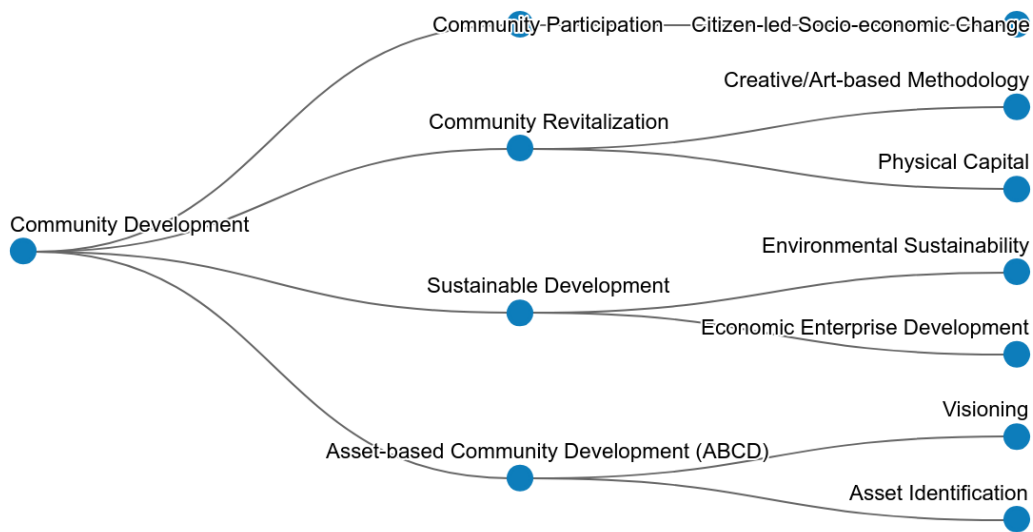 Community Participation
Citizen-led Socio-economic Change
Creative/Art-based Methodology
Community Revitalization
Physical Capital
Community Development
Environmental Sustainability
Sustainable Development
Economic Enterprise Development
Visioning
Asset-based Community Development (ABCD)
Asset Identification